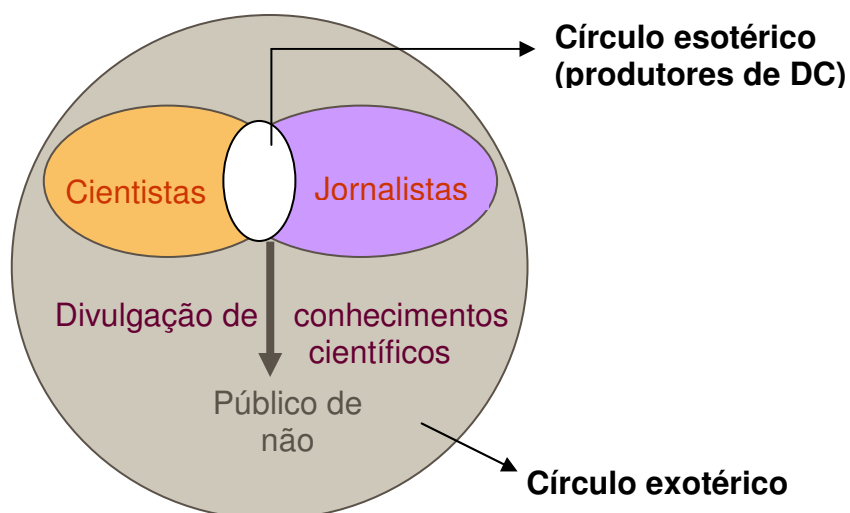 Círculo esotérico
(produtores de DC)
Cientistas
Jornalistas
Divulgação de conhecimentos
científicos
Público de
não
Círculo exotérico